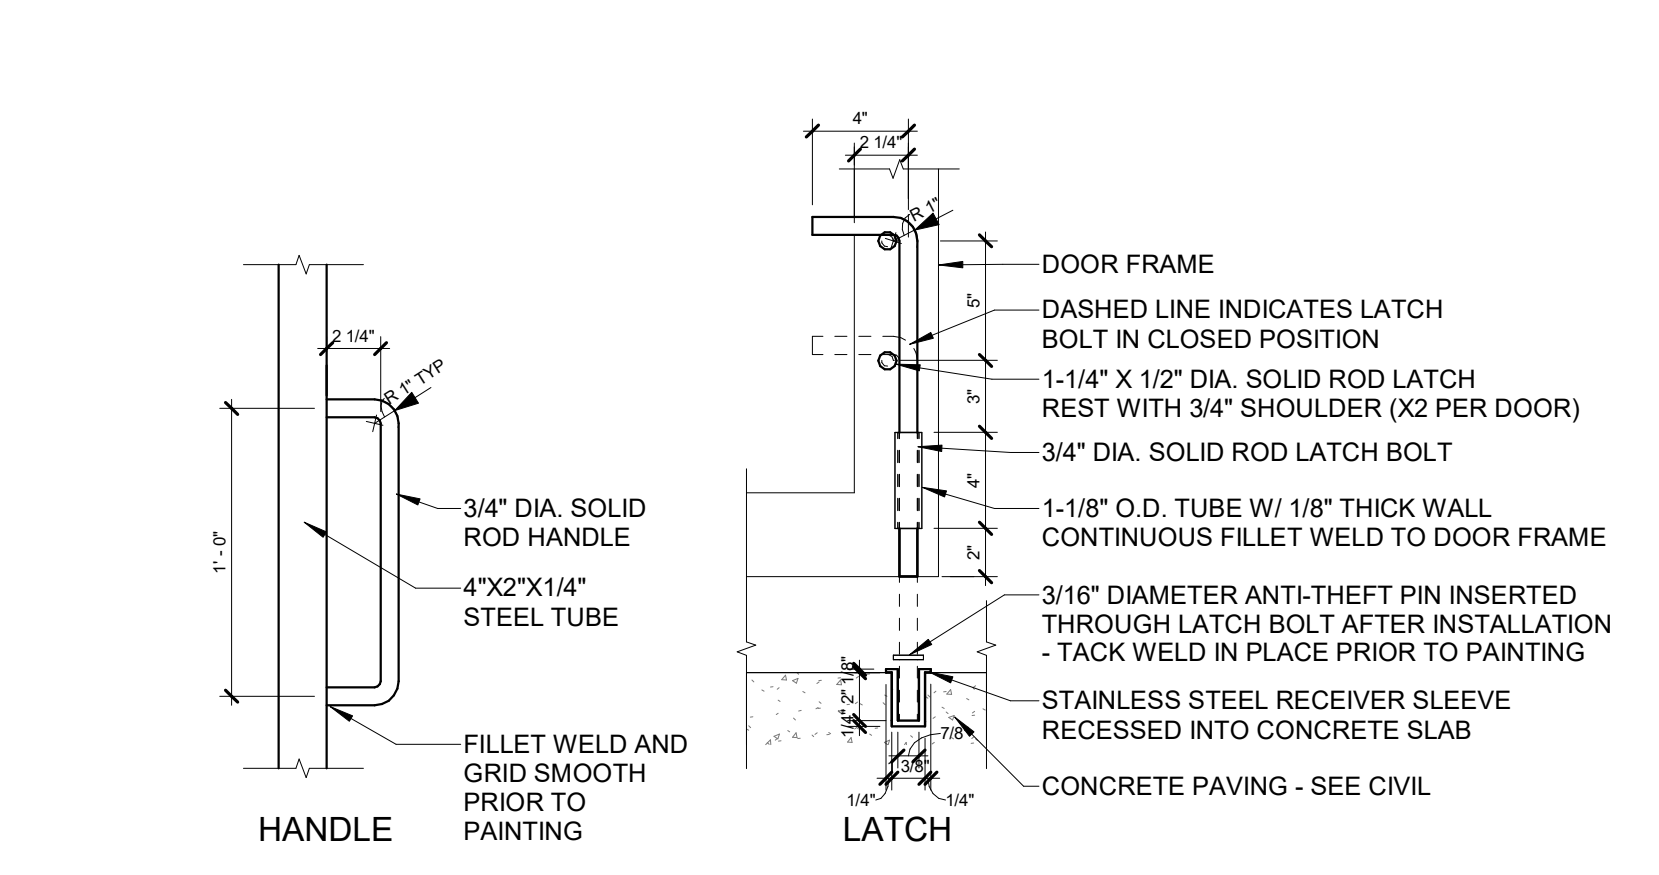 2 1/4"
R 1" TYP
1' - 0"
3/4" DIA. SOLID
ROD HANDLE
4"X2"X1/4"
STEEL TUBE
FILLET WELD AND
GRID SMOOTH
PRIOR TO
PAINTING
HANDLE
4"
2 1/4"
R 1"
5"
3"
4"
2"
DOOR FRAME
DASHED LINE INDICATES LATCH
BOLT IN CLOSED POSITION
1-1/4" X 1/2" DIA. SOLID ROD LATCH
REST WITH 3/4" SHOULDER (X2 PER DOOR)
3/4" DIA. SOLID ROD LATCH BOLT
1-1/8" O.D. TUBE W/ 1/8" THICK WALL
CONTINUOUS FILLET WELD TO DOOR FRAME
3/16" DIAMETER ANTI-THEFT PIN INSERTED
THROUGH LATCH BOLT AFTER INSTALLATION
- TACK WELD IN PLACE PRIOR TO PAINTING
STAINLESS STEEL RECEIVER SLEEVE
RECESSED INTO CONCRETE SLAB
CONCRETE PAVING - SEE CIVIL
1/8"
2"
1/4"
7/8"
3/8"
1/4"
1/4"
LATCH